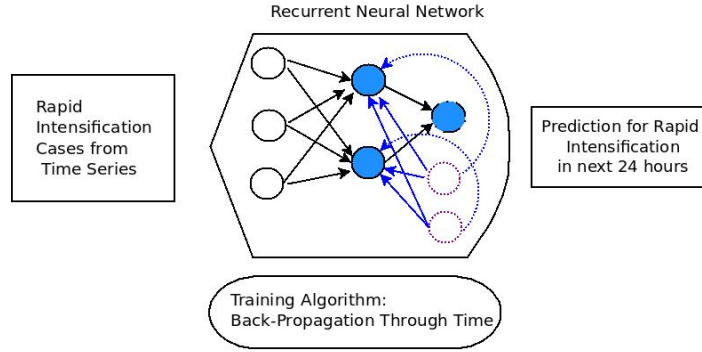 Recurrent Neural Network
Rapid
Intensification
Cases from
Time Series
Prediction for Rapid
Intensification
in next 24 hours
Training Algorithm:
Back-Propagation Through Time